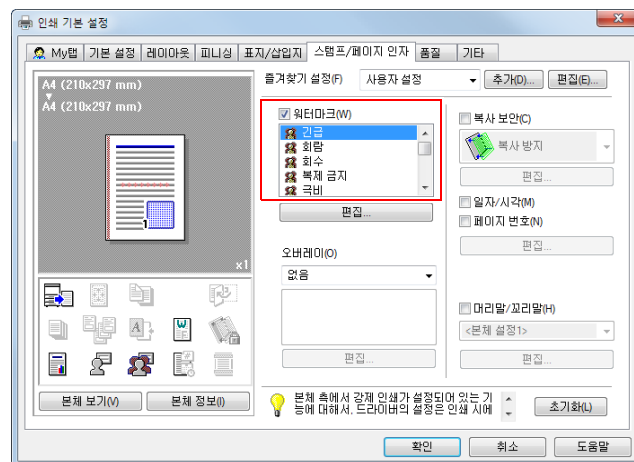 인쇄 기본 설정
My탭 기본 설정 레이아웃 피니싱 표지/삽입지 스탬프/페이지 인자 품질 기타
A4 (210x297 mm)
A4 (210x297 mm)
1
x1
본체 보기(V) 본체 정보(I)
즐겨찾기 설정(F) 사용자 설정 추가(D)... 편집(E)...
워터마크(W)
긴급
회람
회수
복제 금지
극비
편집...
오버레이(O)
없음
편집...
복사 보안(C)
복사 방지
편집...
일자/시각(M)
페이지 번호(N)
편집...
머리말/꼬리말(H)
<본체 설정1>
편집...
본체 측에서 강제 인쇄가 설정되어 있는 기
능에 대해서, 드라이버의 설정은 인쇄 시에
초기화(L)
확인 취소 도움말